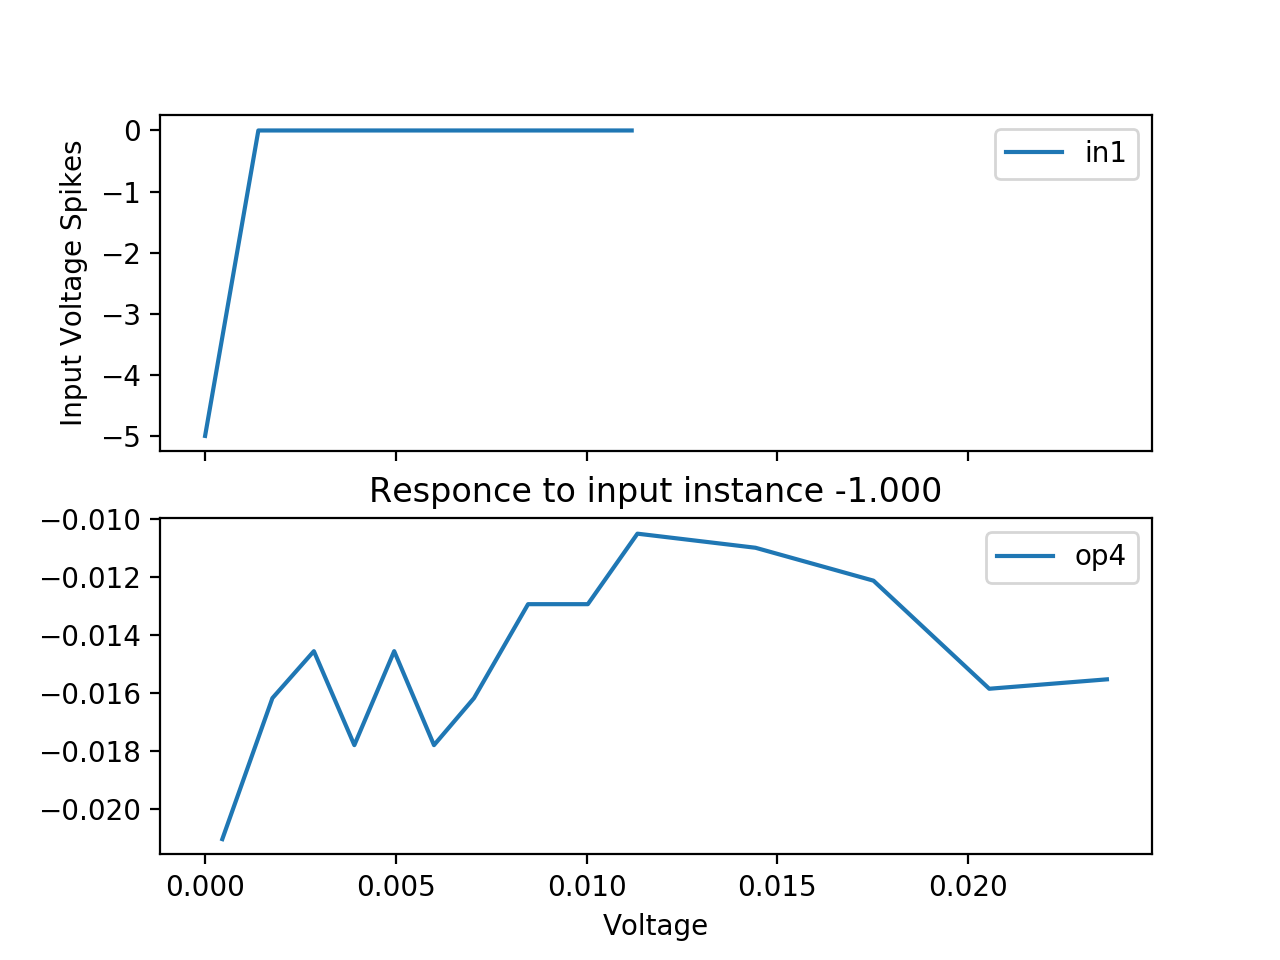 0
−1
−2
−3
−4
−5
Input Voltage Spikes
in1
Responce to input instance -1.000
−0.010
−0.012
−0.014
−0.016
−0.018
−0.020
op4
0.000 0.005 0.010 0.015 0.020
Voltage